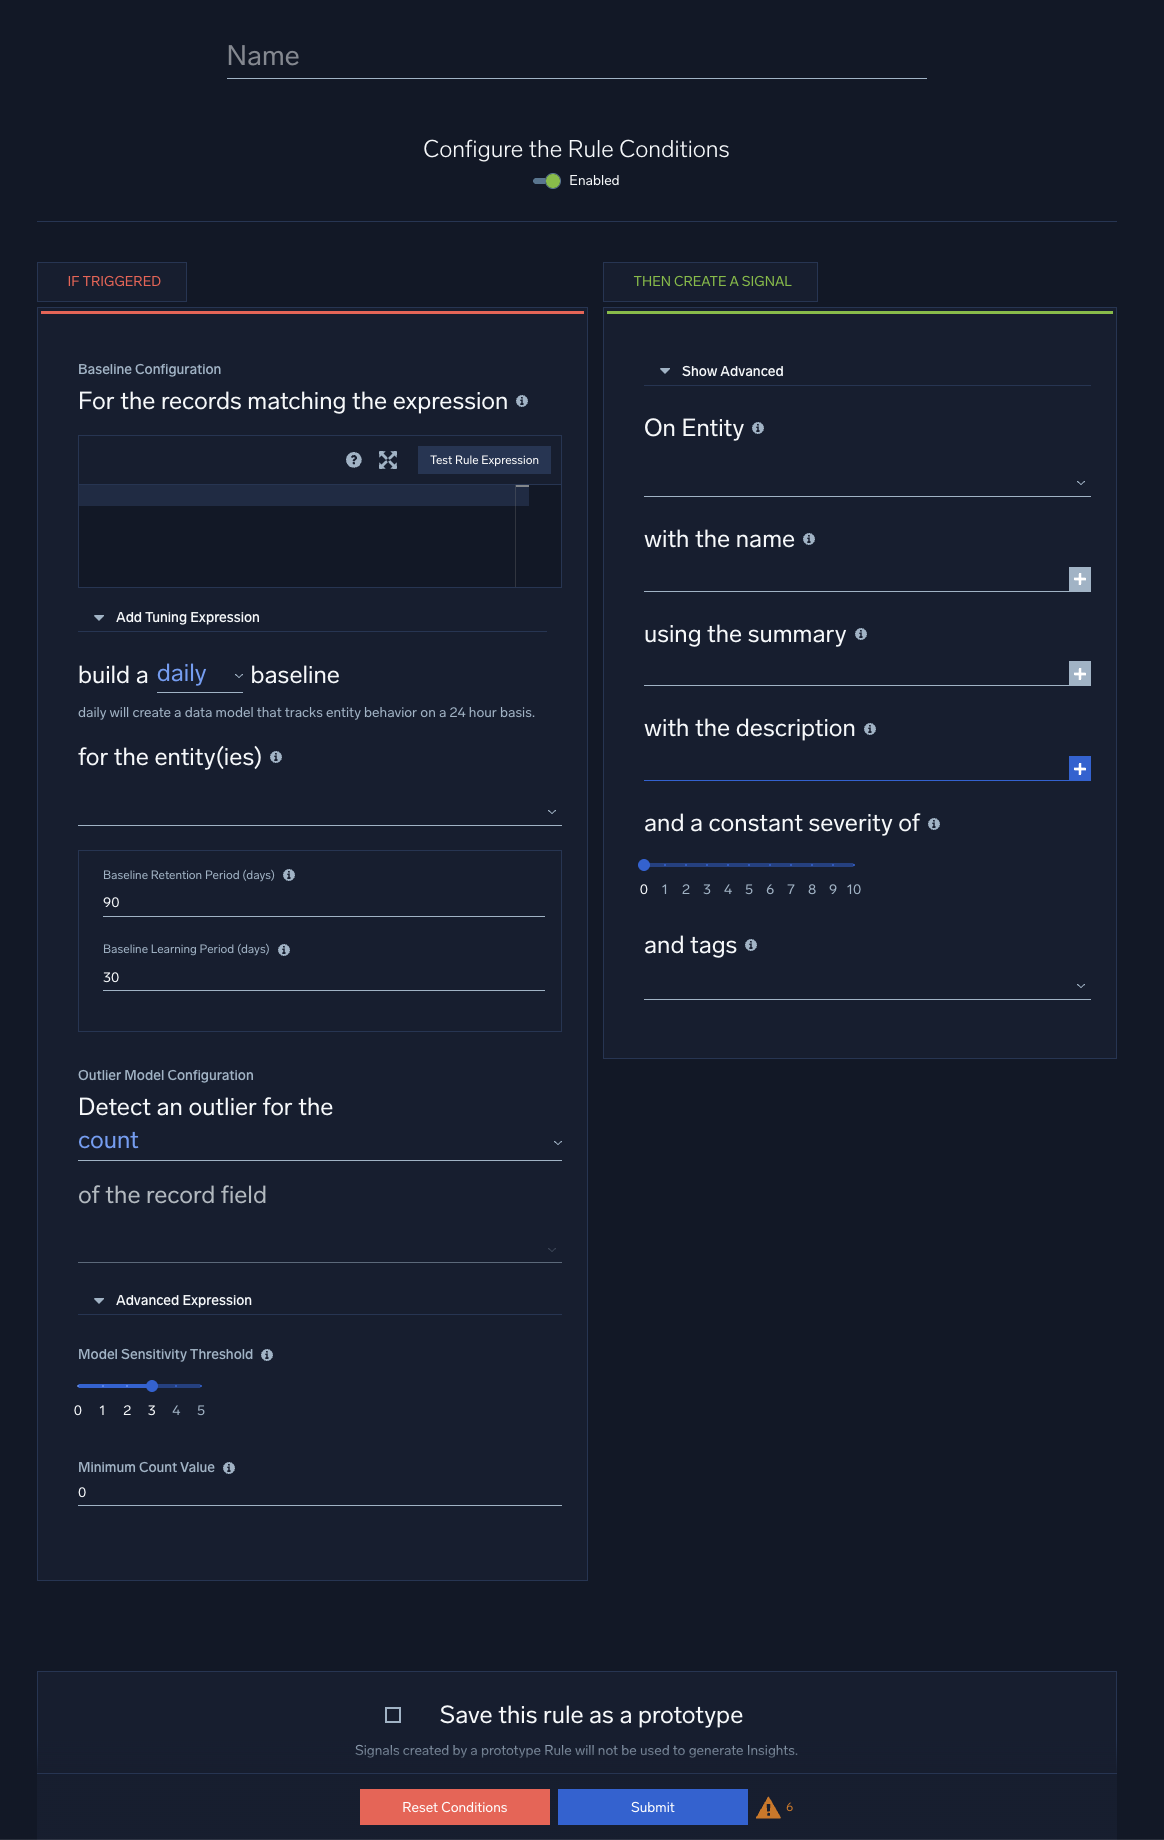 Name
Configure the Rule Conditions
Enabled
IF TRIGGERED
Baseline Configuration
For the records matching the expression
Test Rule Expression
Add Tuning Expression
build a daily baseline
daily will create a data model that tracks entity behavior on a 24 hour basis.
for the entity(ies)
Baseline Retention Period (days)
90
Baseline Learning Period (days)
30
Outlier Model Configuration
Detect an outlier for the
count
of the record field
Advanced Expression
Model Sensitivity Threshold
0 1 2 3 4 5
Minimum Count Value
0
THEN CREATE A SIGNAL
Show Advanced
On Entity
with the name
using the summary
with the description
and a constant severity of
0 1 2 3 4 5 6 7 8 9 10
and tags
Save this rule as a prototype
Signals created by a prototype Rule will not be used to generate Insights.
Reset Conditions
Submit
6